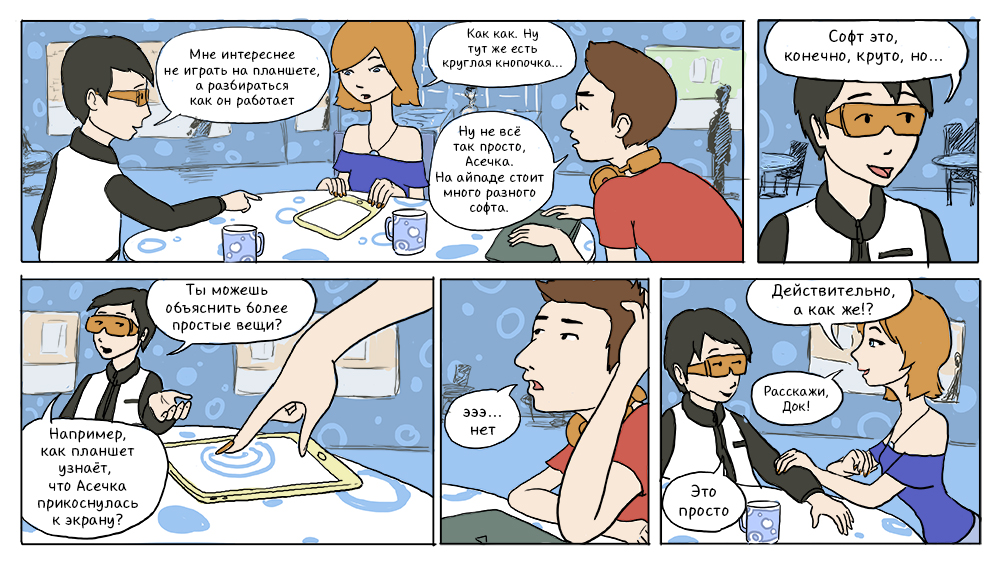 Мне интереснее
не играть на планшете,
а разбираться
как он работает
Как как. Ну
тут же есть
круглая кнопочка...
Ну не всё
так просто,
Асечка.
На айпаде стоит
много разного
софта.
Софт это,
конечно, круто, но...
Ты можешь
объяснить более
простые вещи?
Например,
как планшет
узнаёт,
что Асечка
прикоснулась
к экрану?
эээ...
нет
Действительно,
а как же!?
Расскажи,
Док!
Это
просто